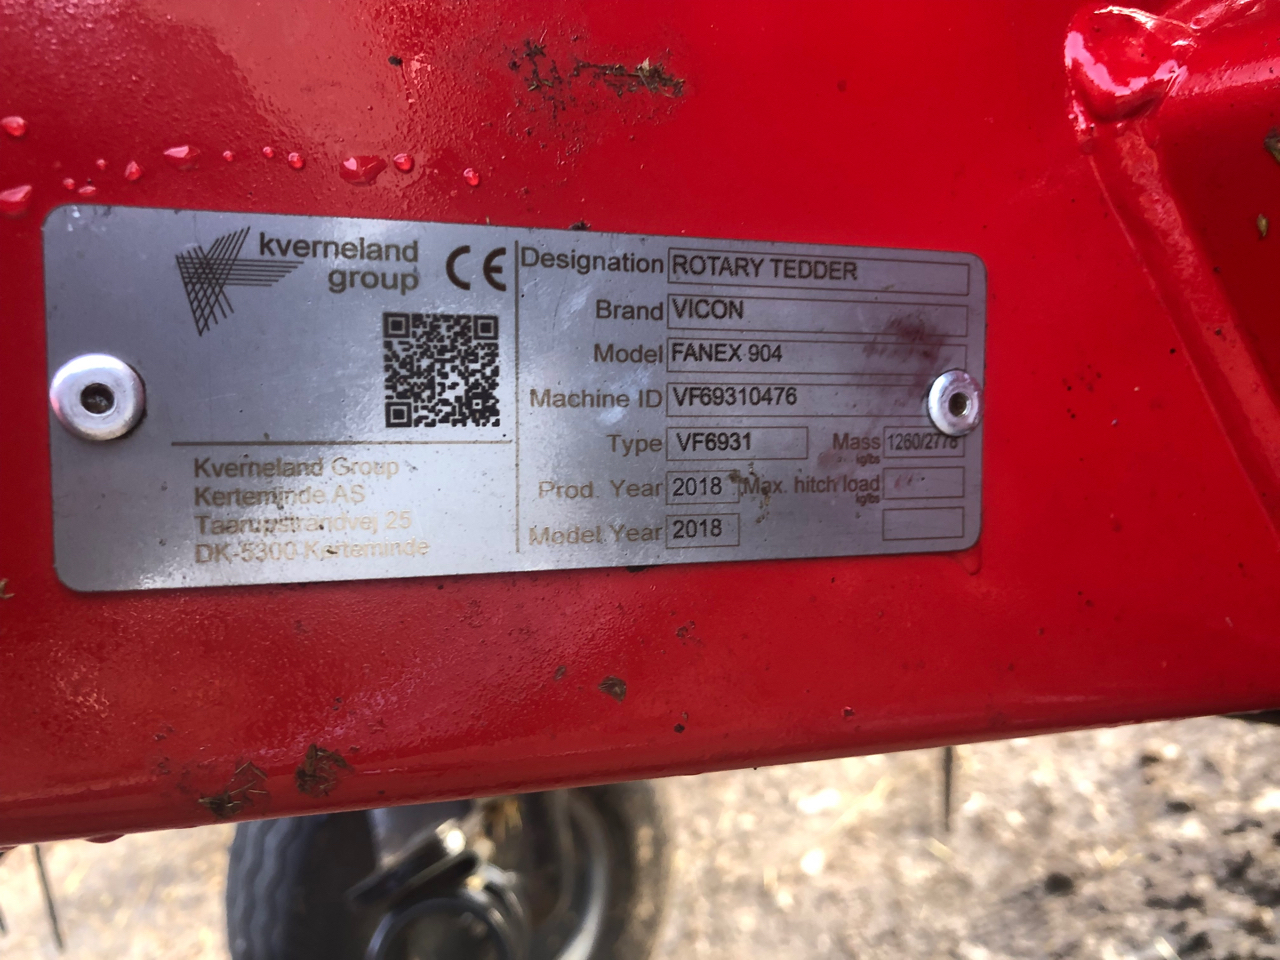 kverneland
group
CE
Kverneland Group
Kerteminde AS
Taarupstrandvej 25
DK-5300 Kerteminde
Designation ROTARY TEDDER
Brand VICON
Model FANEX 904
Machine ID VF69310476
Type VF6931 Mass 1260/2778
kg/lbs
Prod. Year 2018 Max. hitch load
kg/lbs
Model Year 2018